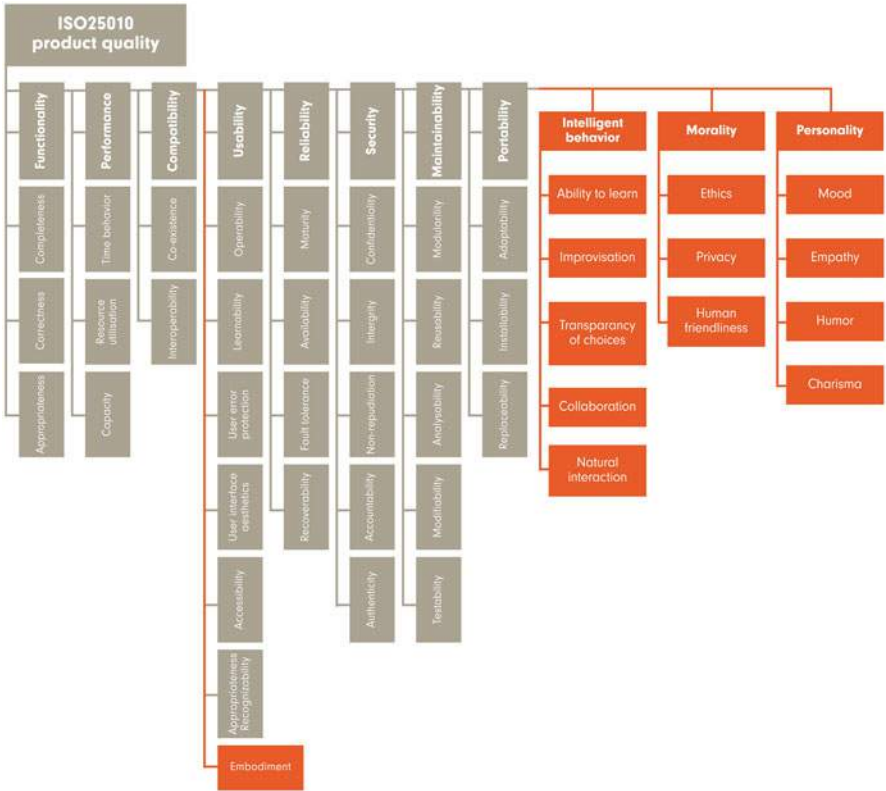 ISO25010
product quality
Functionality
Completeness
Correctness
Appropriateness
Performance
Time behavior
Resource
utilisation
Capacity
Compatibility
Co-existence
Interoperability
Usability
Operability
Learnability
User error
protection
User interface
aesthetics
Accessibility
Appropriateness
Recognizability
Embodiment
Reliability
Maturity
Availability
Fault tolerance
Recoverability
Security
Confidentiality
Intergrity
Non-repudiation
Accountability
Authenticity
Maintainability
Modularility
Reusability
Analysability
Modifiability
Testability
Portability
Adaptability
Installability
Replaceability
Intelligent
behavior
Ability to learn
Improvisation
Transparancy
of choices
Collaboration
Natural
interaction
Morality
Ethics
Privacy
Human
friendliness
Personality
Mood
Empathy
Humor
Charisma